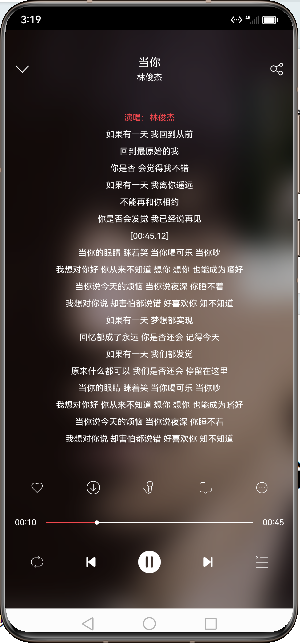 3:19
当你
林俊杰
演唱：林俊杰
如果有一天 我回到从前
回到最原始的我
你是否 会觉得我不错
如果有一天 我离你遥远
不能再和你相约
你是否会发觉 我已经说再见
[00:45.12]
当你的眼睛 眯着笑 当你喝可乐 当你吵
我想对你好 你从来不知道 想你 想你 也能成为嗜好
当你说今天的烦恼 当你说夜深 你睡不着
我想对你说 却害怕都说错 好喜欢你 知不知道
如果有一天 梦想都实现
回忆都成了永远 你是否还会 记得今天
如果有一天 我们都发觉
原来什么都可以 我们是否还会 停留在这里
当你的眼睛 眯着笑 当你喝可乐 当你吵
我想对你好 你从来不知道 想你 想你 也能成为嗜好
当你说今天的烦恼 当你说夜深 你睡不着
我想对你说 却害怕都说错 好喜欢你 知不知道
00:10
00:45